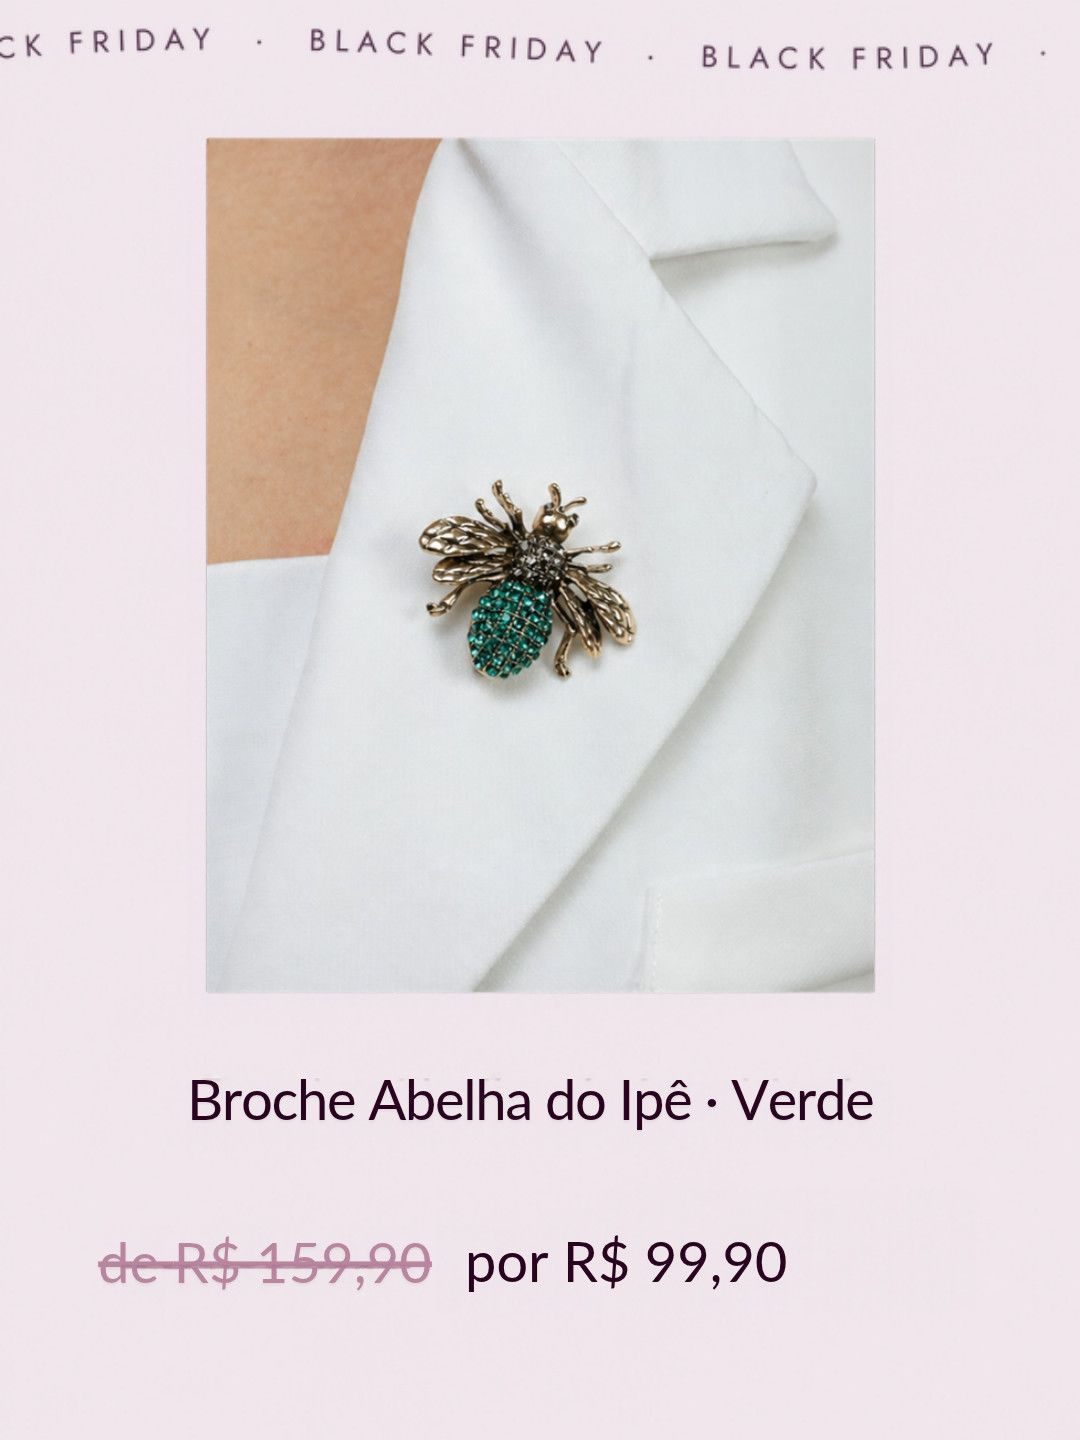 CK FRIDAY · BLACK FRIDAY · BLACK FRIDAY ·
Broche Abelha do Ipê · Verde
de R$ 159,90 por R$ 99,90